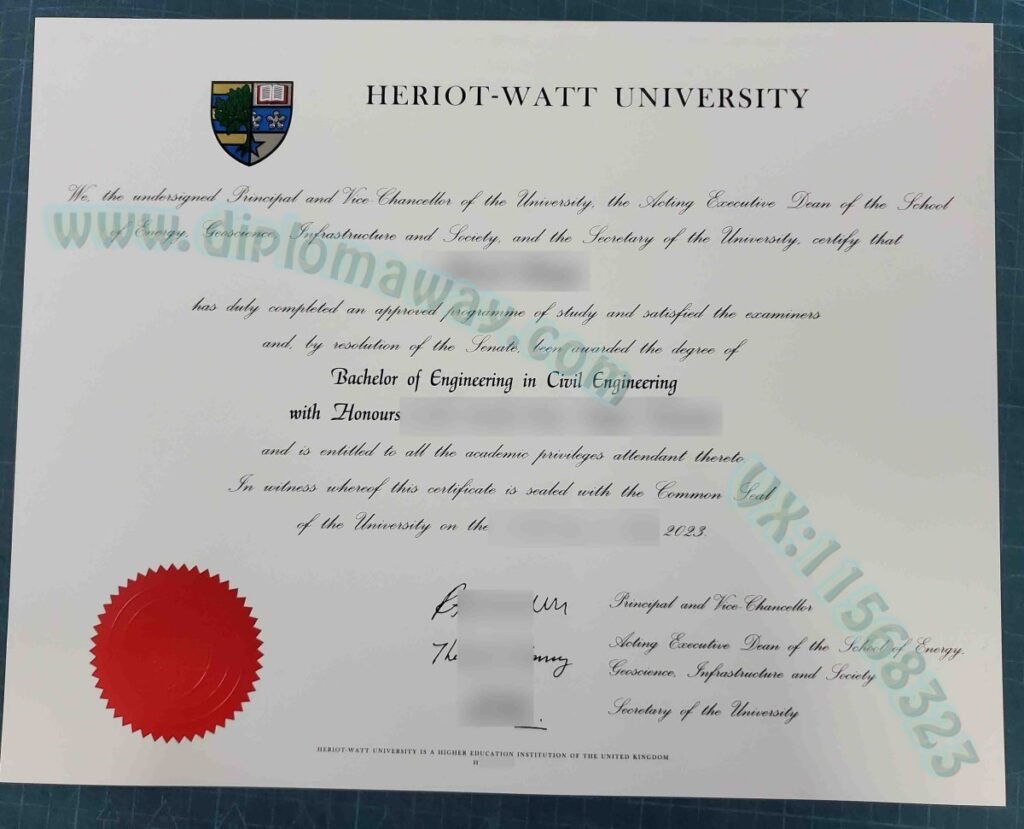 HERIOT-WATT UNIVERSITY
We, the undersigned Principal and Vice-Chancellor of the University, the Acting Executive Dean of the School
of Energy, Geoscience, Infrastructure and Society, and the Secretary of the University, certify that
www.diplomaway.com
has duly completed an approved programme of study and satisfied the examiners
and, by resolution of the Senate, been awarded the degree of
Bachelor of Engineering in Civil Engineering
with Honours
and is entitled to all the academic privileges attendant thereto.
In witness whereof this certificate is sealed with the Common Seal
of the University on the 2023.
vx:11568323
Principal and Vice-Chancellor
Acting Executive Dean of the School of Energy,
Geoscience, Infrastructure and Society
Secretary of the University
HERIOT-WATT UNIVERSITY IS A HIGHER EDUCATION INSTITUTION OF THE UNITED KINGDOM